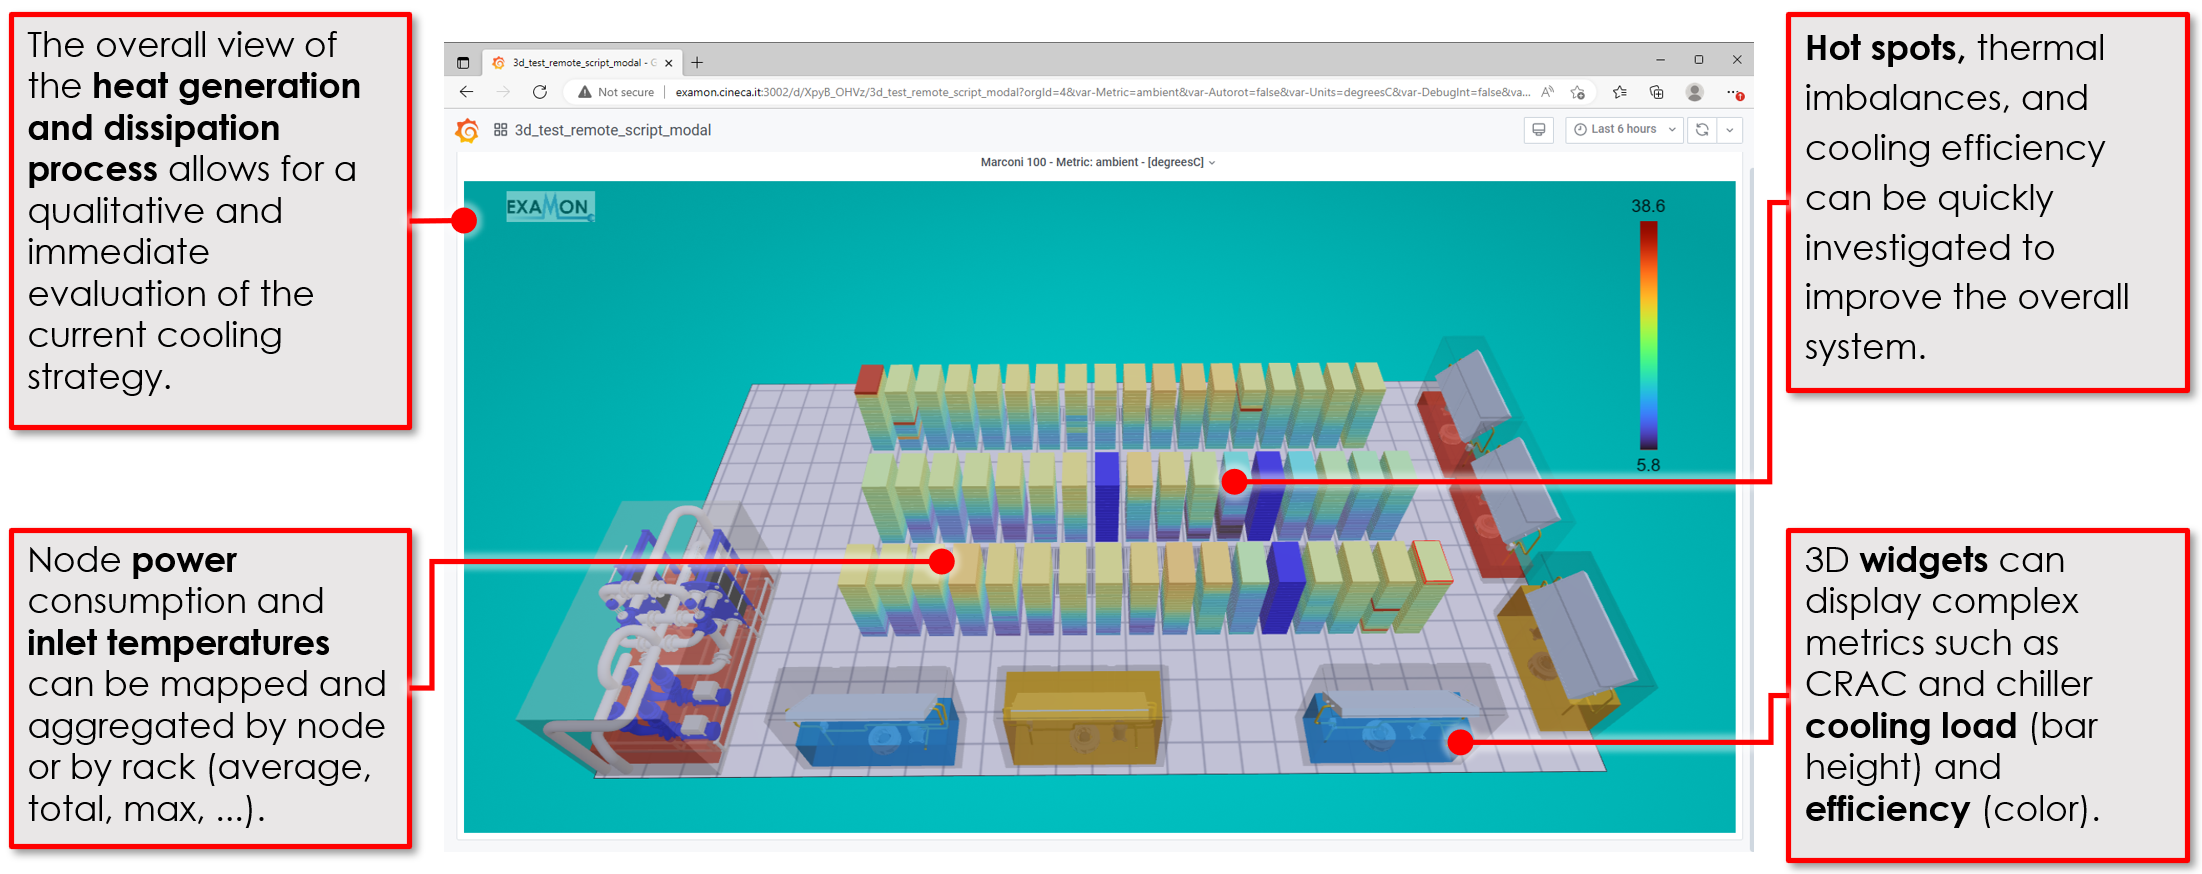 The overall view of
the heat generation
and dissipation
process allows for a
qualitative and
immediate
evaluation of the
current cooling
strategy.
Node power
consumption and
inlet temperatures
can be mapped and
aggregated by node
or by rack (average,
total, max, ...).
3d_test_remote_script_modal - G
Not secure
examon.cineca.it:3002/d/XpyB_OHVz/3d_test_remote_script_modal?orgId=4&var-Metric=ambient&var-Autorot=false&var-Units=degreesC&var-DebugInt=false&va...
3d_test_remote_script_modal
Last 6 hours
Marconi 100 - Metric: ambient - [degreesC]
EXAMON
38.6
5.8
Hot spots, thermal
imbalances, and
cooling efficiency
can be quickly
investigated to
improve the overall
system.
3D widgets can
display complex
metrics such as
CRAC and chiller
cooling load (bar
height) and
efficiency (color).